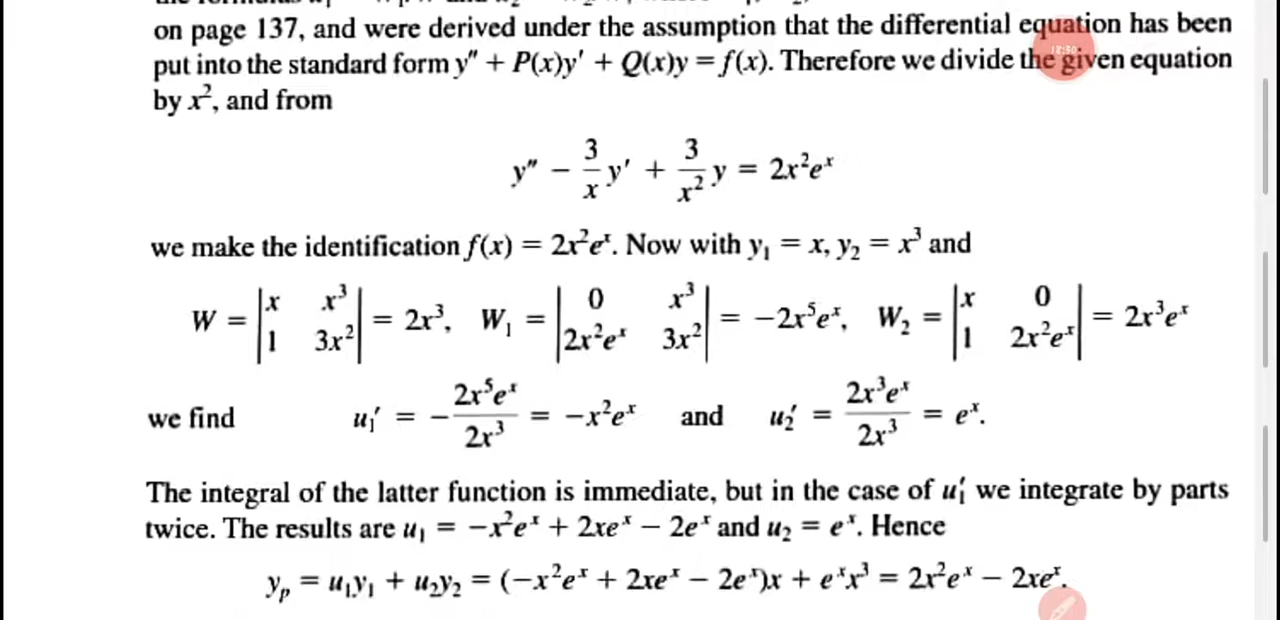 on page 137, and were derived under the assumption that the differential equation has been
put into the standard form y″ + P(x)y′ + Q(x)y = f(x). Therefore we divide the given equation
by x², and from
y″ − 3/x y′ + 3/x² y = 2x²eˣ
we make the identification f(x) = 2x²eˣ. Now with y₁ = x, y₂ = x³ and
W = |x x³; 1 3x²| = 2x³, W₁ = |0 x³; 2x²eˣ 3x²| = −2x⁵eˣ, W₂ = |x 0; 1 2x²eˣ| = 2x³eˣ
we find u₁′ = − 2x⁵eˣ/2x³ = −x²eˣ and u₂′ = 2x³eˣ/2x³ = eˣ.
The integral of the latter function is immediate, but in the case of u₁′ we integrate by parts
twice. The results are u₁ = −x²eˣ + 2xeˣ − 2eˣ and u₂ = eˣ. Hence
yₚ = u₁y₁ + u₂y₂ = (−x²eˣ + 2xeˣ − 2eˣ)x + eˣx³ = 2x²eˣ − 2xeˣ.